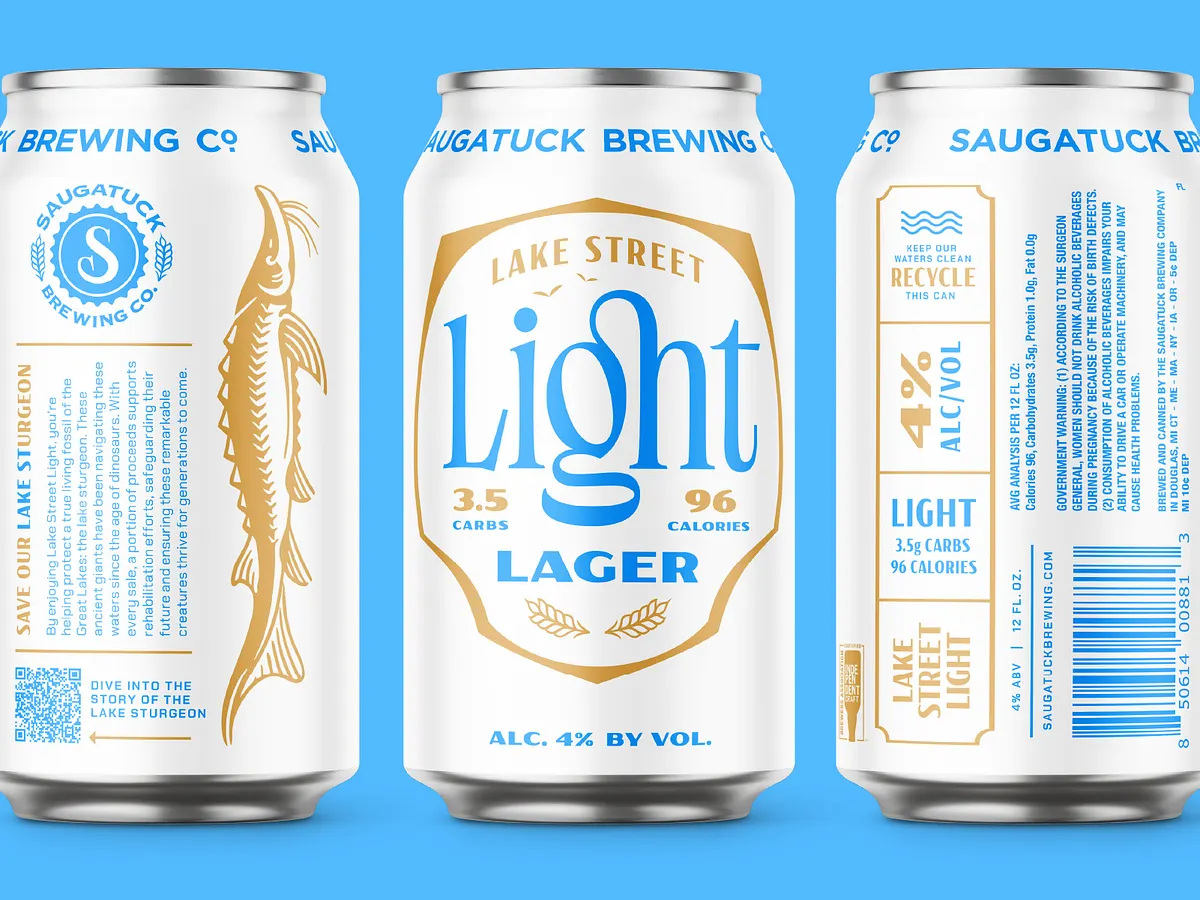 K BREWING Cº
SAU
SAUGATUCK
S
BREWING CO.
SAVE OUR LAKE STURGEON
By enjoying Lake Street Light, you're
helping protect a true living fossil of the
Great Lakes: the lake sturgeon. These
ancient giants have been navigating these
waters since the age of dinosaurs. With
every sale, a portion of proceeds supports
rehabilitation efforts, safeguarding their
future and ensuring these remarkable
creatures thrive for generations to come.
DIVE INTO THE
STORY OF THE
LAKE STURGEON
AUGATUCK BREWING C
LAKE STREET
Light
3.5
CARBS
96
CALORIES
LAGER
ALC. 4% BY VOL.
G Cº
SAUGATUCK BR
KEEP OUR
WATERS CLEAN
RECYCLE
THIS CAN
4%
ALC/VOL
LIGHT
3.5g CARBS
96 CALORIES
LAKE
STREET
LIGHT
INDE
PEN
DENT
CRAFT
AVG ANALYSIS PER 12 FL OZ:
Calories 96, Carbohydrates 3.5g, Protein 1.0g, Fat 0.0g
GOVERNMENT WARNING: (1) ACCORDING TO THE SURGEON
GENERAL, WOMEN SHOULD NOT DRINK ALCOHOLIC BEVERAGES
DURING PREGNANCY BECAUSE OF THE RISK OF BIRTH DEFECTS.
(2) CONSUMPTION OF ALCOHOLIC BEVERAGES IMPAIRS YOUR
ABILITY TO DRIVE A CAR OR OPERATE MACHINERY, AND MAY
CAUSE HEALTH PROBLEMS.
BREWED AND CANNED BY THE SAUGATUCK BREWING COMPANY
IN DOUGLAS, MI CT - ME - MA - NY - IA - OR - 5¢ DEP
MI 10¢ DEP
FL
4% ABV | 12 FL. OZ.
SAUGATUCKBREWING.COM
8 50614 00881 3